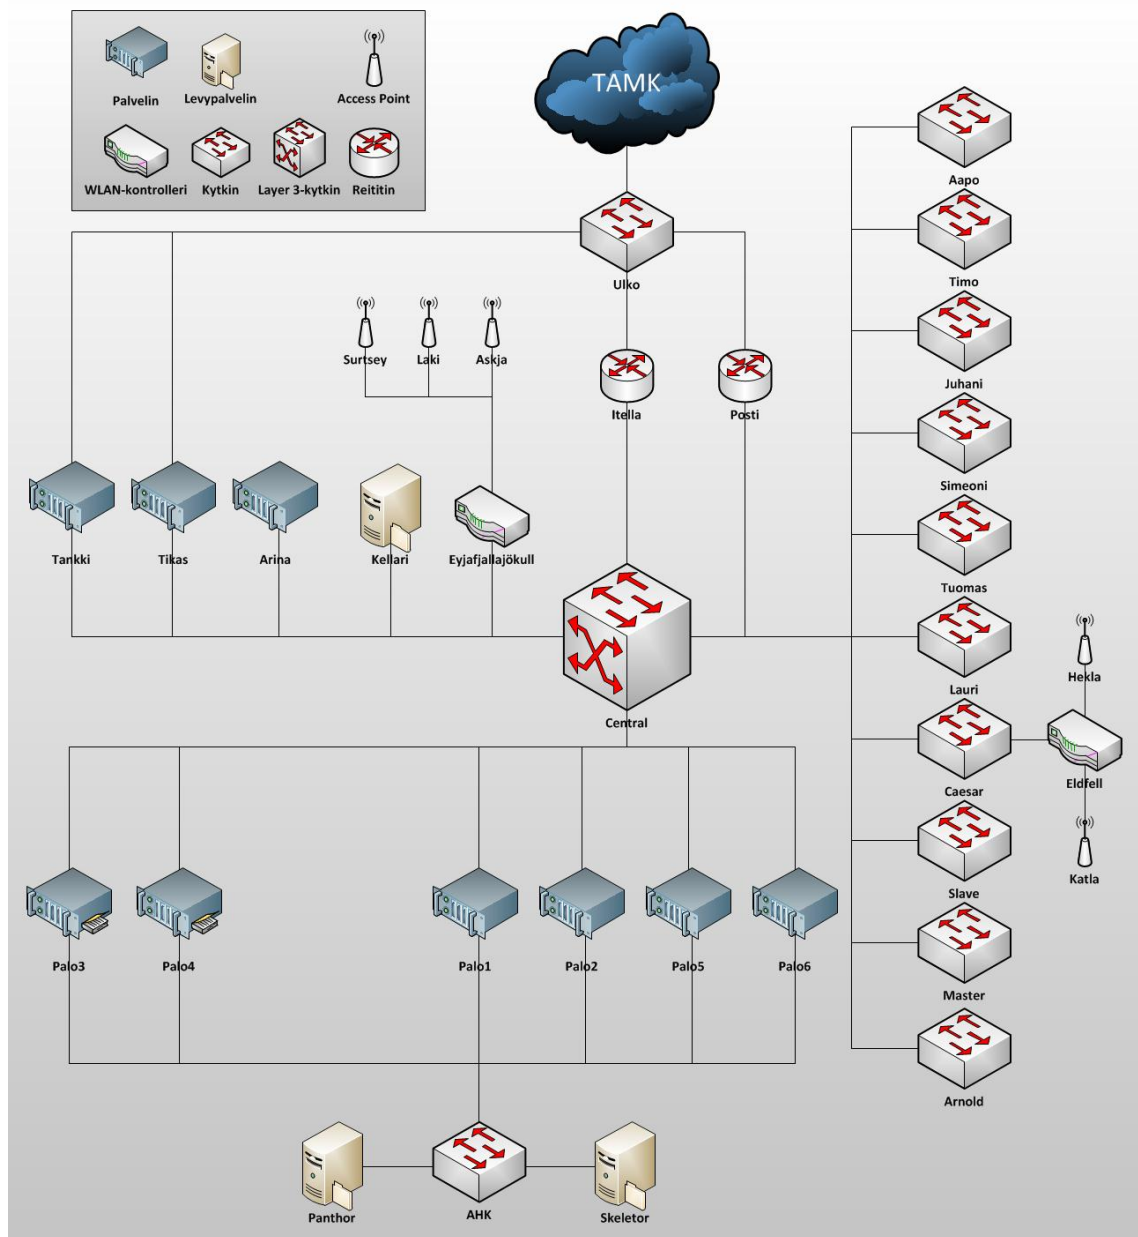 Palvelin
Levypalvelin
Access Point
WLAN-kontrolleri
Kytkin
Layer 3-kytkin
Reititin
TAMK
Ulko
Surtsey
Laki
Askja
Itella
Posti
Tankki
Tikas
Arina
Kellari
Eyjafjallajökull
Central
Aapo
Timo
Juhani
Simeoni
Tuomas
Lauri
Caesar
Hekla
Eldfell
Katla
Slave
Master
Arnold
Palo3
Palo4
Palo1
Palo2
Palo5
Palo6
Panthor
AHK
Skeletor